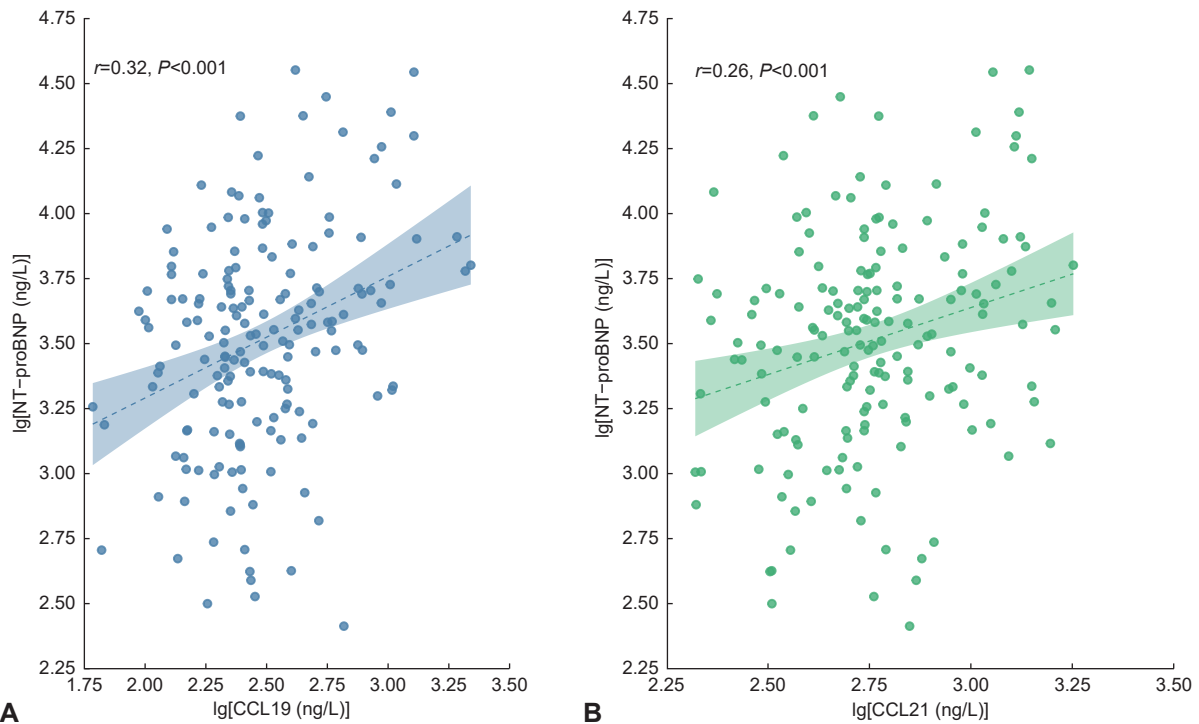 4.75
4.50
4.25
4.00
3.75
3.50
3.25
3.00
2.75
2.50
2.25
lg[NT−proBNP (ng/L)]
r=0.32, P<0.001
1.75 2.00 2.25 2.50 2.75 3.00 3.25 3.50
lg[CCL19 (ng/L)]
A
4.75
4.50
4.25
4.00
3.75
3.50
3.25
3.00
2.75
2.50
2.25
lg[NT−proBNP (ng/L)]
r=0.26, P<0.001
2.25 2.50 2.75 3.00 3.25 3.50
lg[CCL21 (ng/L)]
B